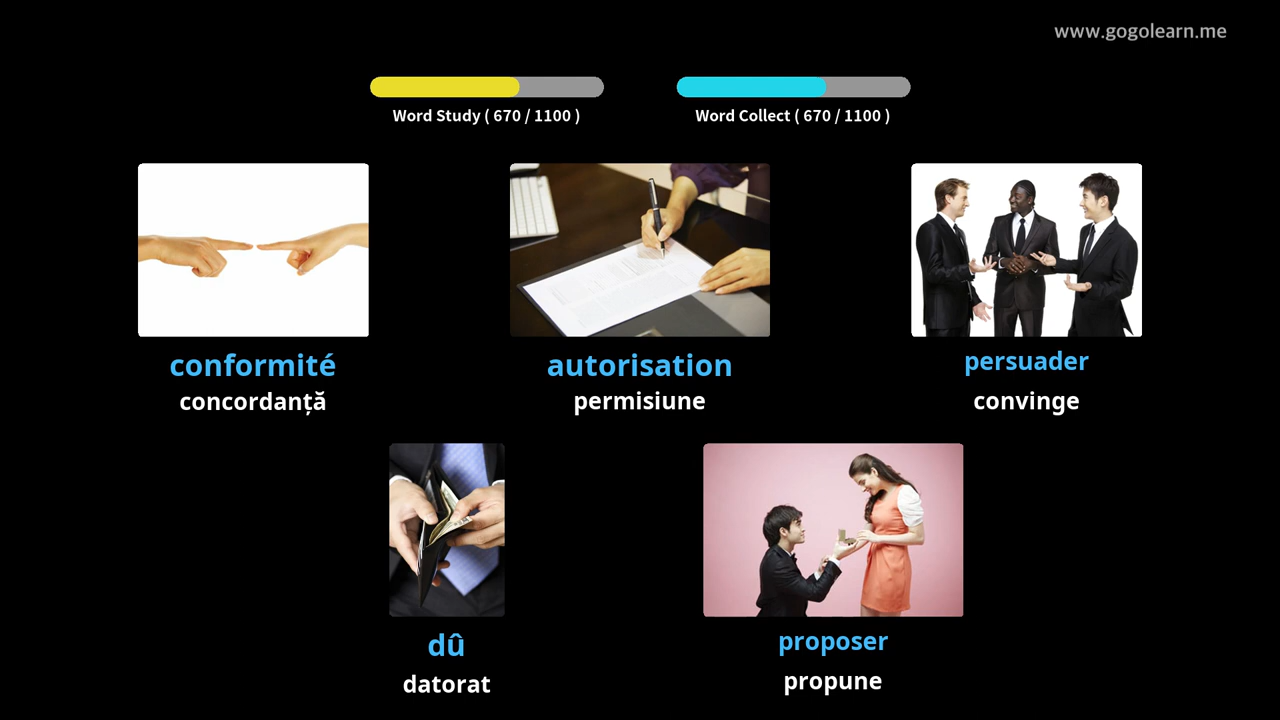 www.gogolearn.me
Word Study ( 670 / 1100 )
Word Collect ( 670 / 1100 )
conformité
concordanță
autorisation
permisiune
persuader
convinge
dû
datorat
proposer
propune